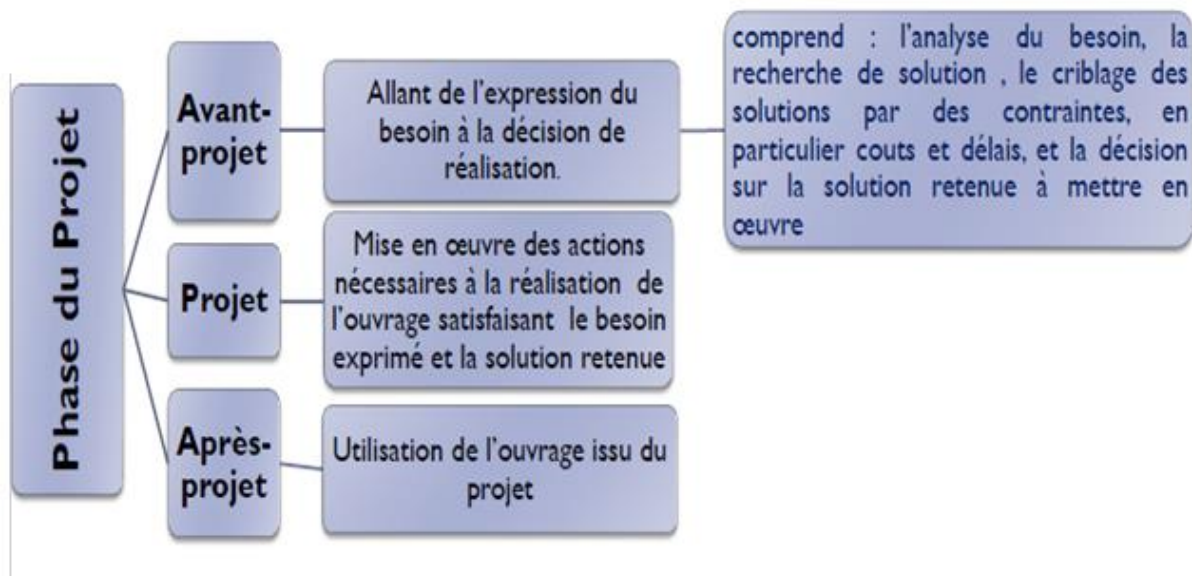 Phase du Projet
Avant-
projet
Allant de l'expression du
besoin à la décision de
réalisation.
comprend : l'analyse du besoin, la
recherche de solution , le criblage des
solutions par des contraintes, en
particulier couts et délais, et la décision
sur la solution retenue à mettre en
œuvre
Projet
Mise en œuvre des actions
nécessaires à la réalisation de
l'ouvrage satisfaisant le besoin
exprimé et la solution retenue
Après-
projet
Utilisation de l'ouvrage issu du
projet